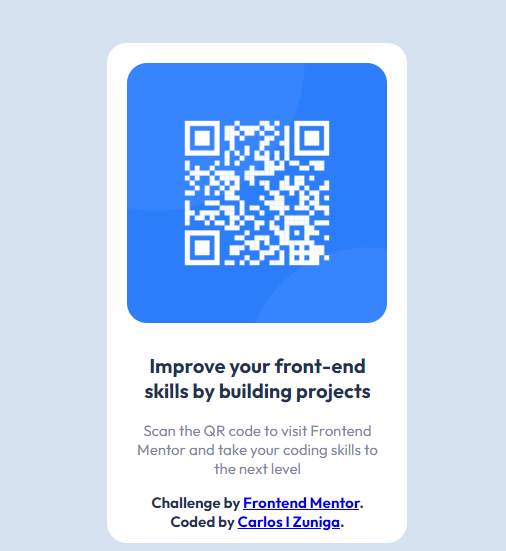 Improve your front-end
skills by building projects
Scan the QR code to visit Frontend
Mentor and take your coding skills to
the next level
Challenge by Frontend Mentor.
Coded by Carlos I Zuniga.